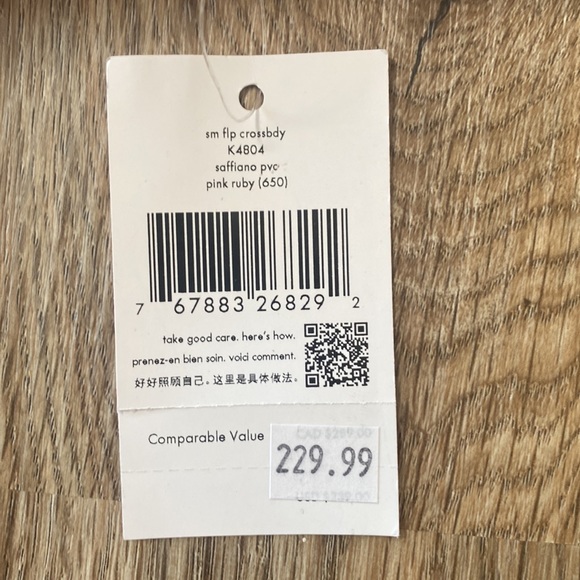 sm flp crossbdy
K4804
saffiano pvc
pink ruby (650)
7 67883 26829 2
take good care. here's how.
prenez-en bien soin. voici comment.
好好照顾自己。这里是具体做法。
Comparable Value
229.99